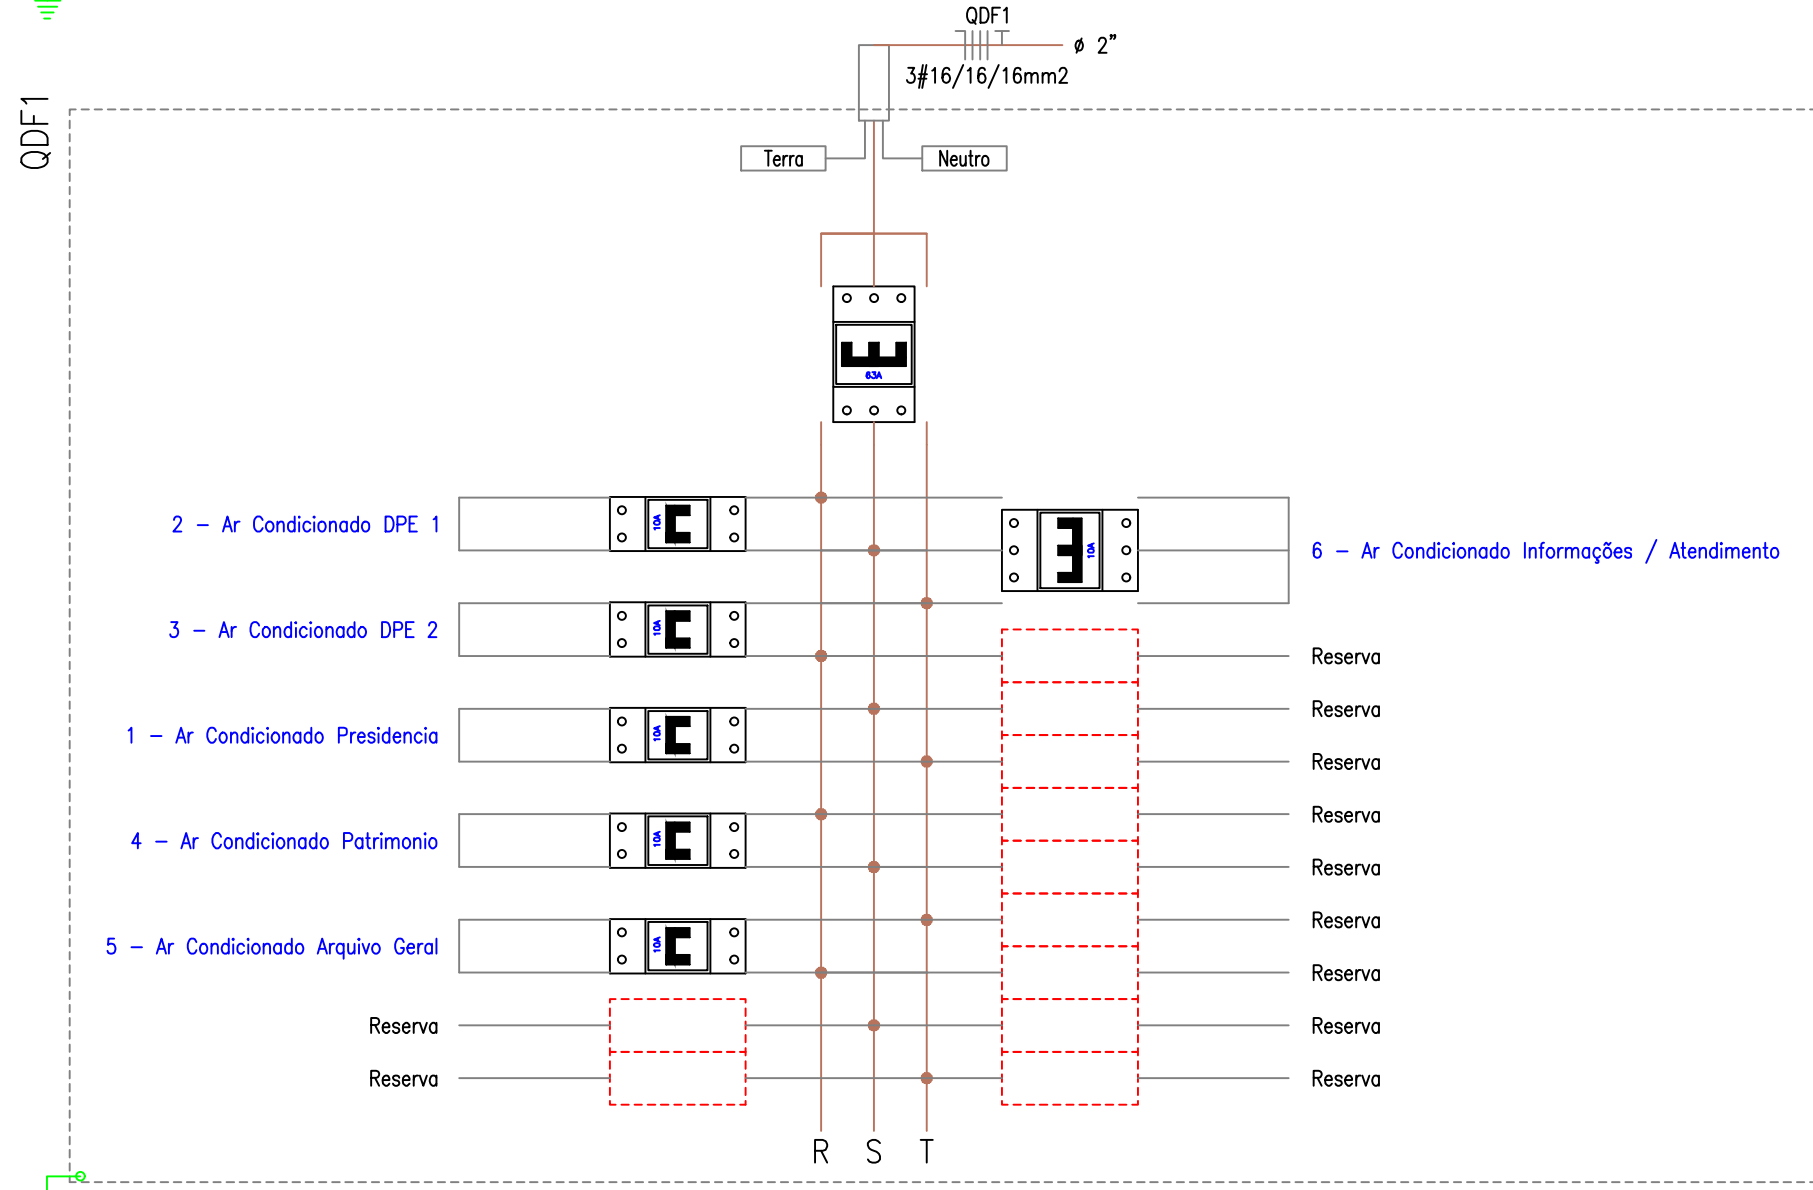 QDF1
ø 2”
3#16/16/16mm2
QDF1
Terra
Neutro
63A
2 – Ar Condicionado DPE 1
10A
10A
6 – Ar Condicionado Informações / Atendimento
3 – Ar Condicionado DPE 2
10A
Reserva
Reserva
1 – Ar Condicionado Presidencia
10A
Reserva
Reserva
4 – Ar Condicionado Patrimonio
10A
Reserva
Reserva
5 – Ar Condicionado Arquivo Geral
10A
Reserva
Reserva
Reserva
Reserva
Reserva
R S T